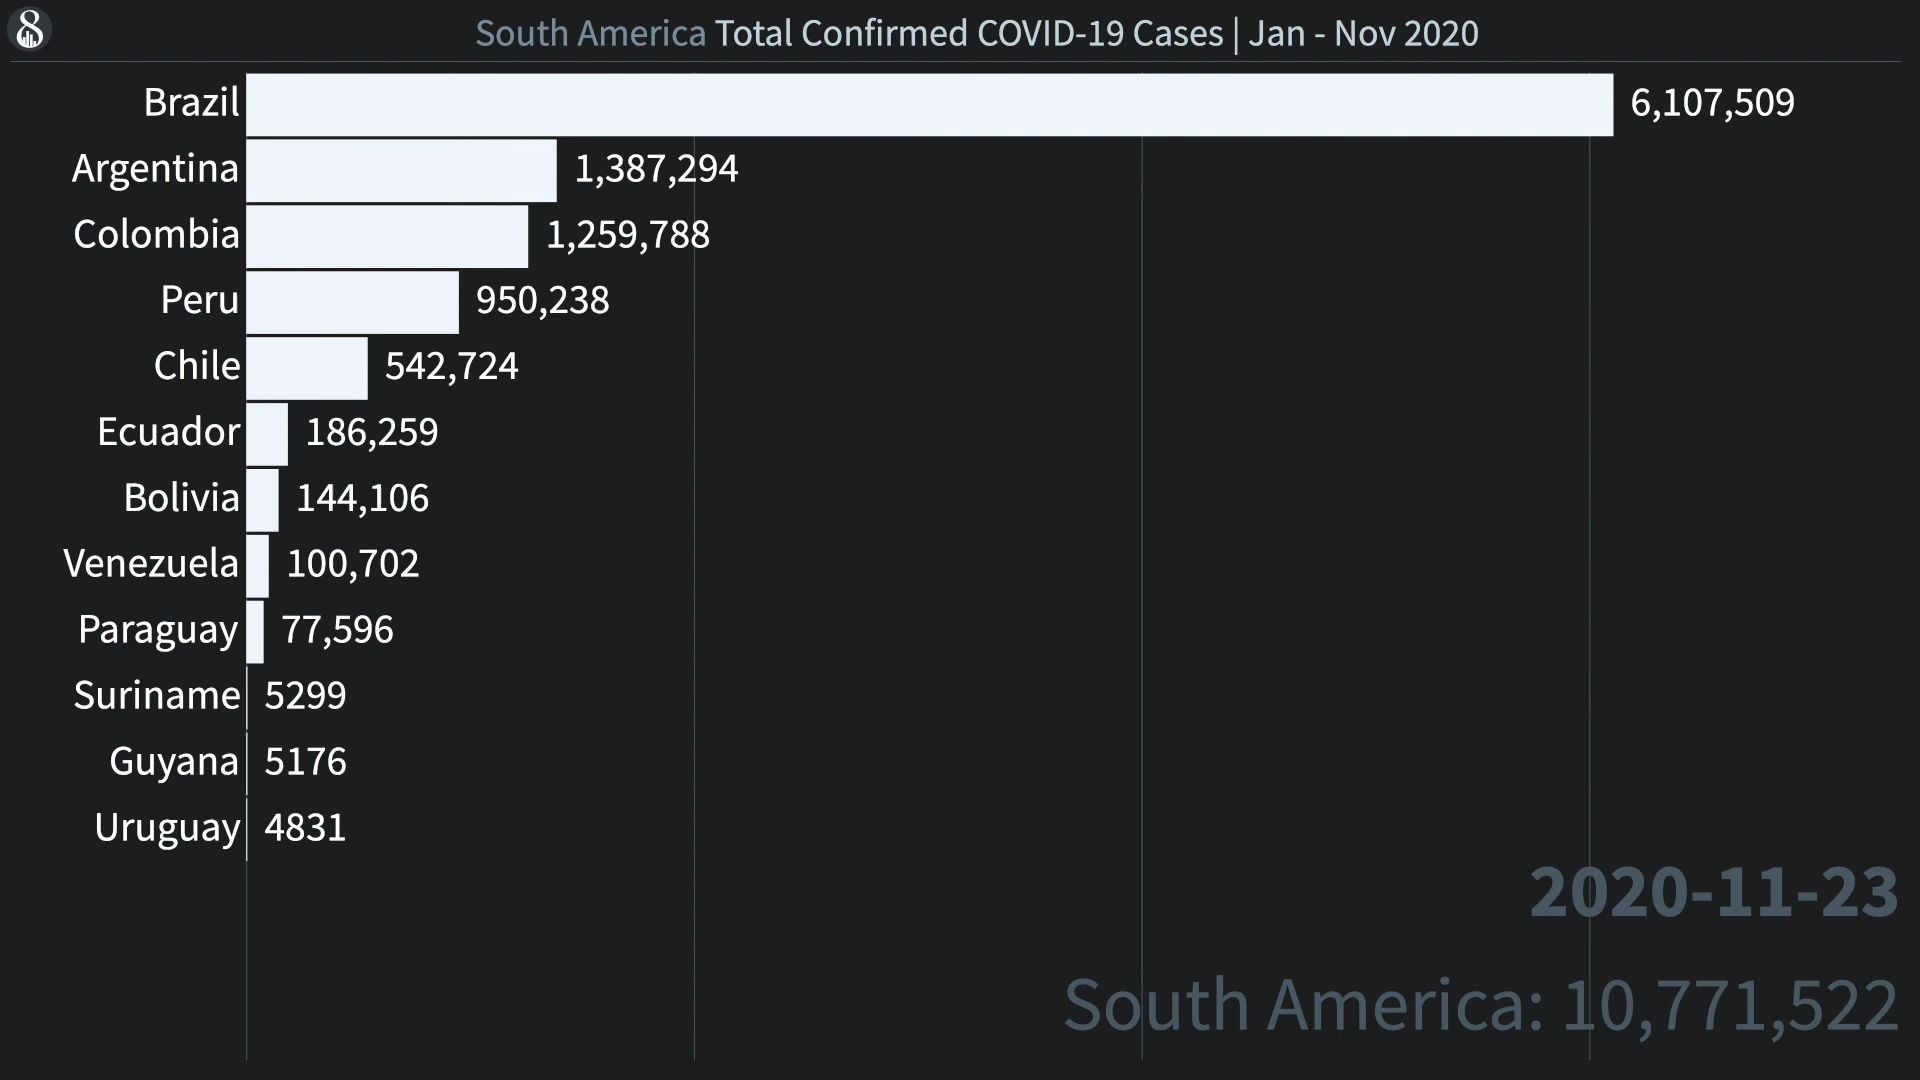 8
South America Total Confirmed COVID-19 Cases | Jan - Nov 2020
Brazil 6,107,509
Argentina 1,387,294
Colombia 1,259,788
Peru 950,238
Chile 542,724
Ecuador 186,259
Bolivia 144,106
Venezuela 100,702
Paraguay 77,596
Suriname 5299
Guyana 5176
Uruguay 4831
2020-11-23
South America: 10,771,522